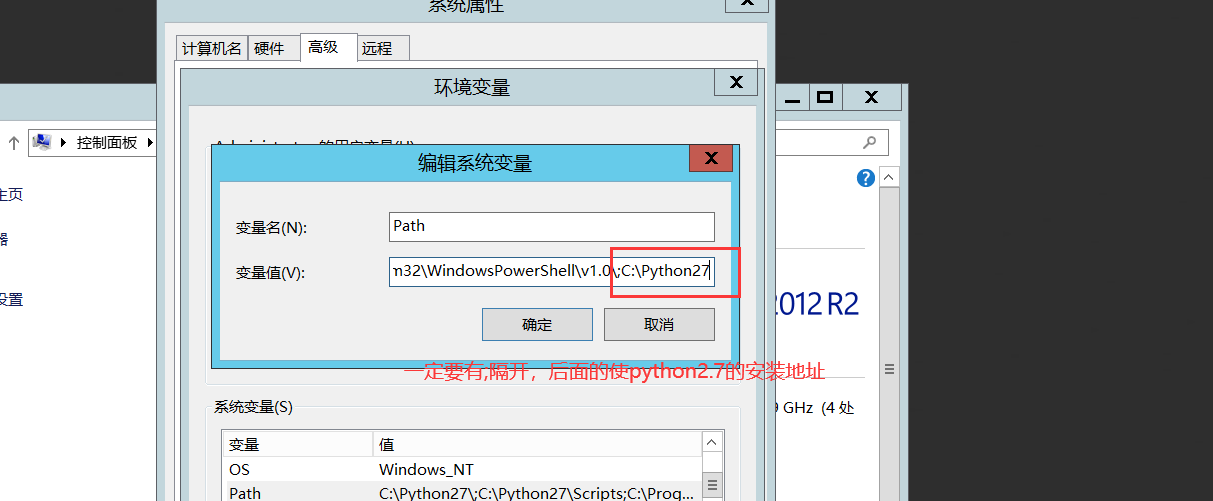 系统属性
计算机名 硬件 高级 远程
环境变量
控制面板
编辑系统变量
主页
变量名(N):
Path
变量值(V):
m32\WindowsPowerShell\v1.0\;C:\Python27
设置
2012 R2
确定
取消
一定要有;隔开，后面的使python2.7的安装地址
系统变量(S)
GHz (4 处
变量 值
OS Windows_NT
Path C:\Python27\;C:\Python27\Scripts;C:\Prog...